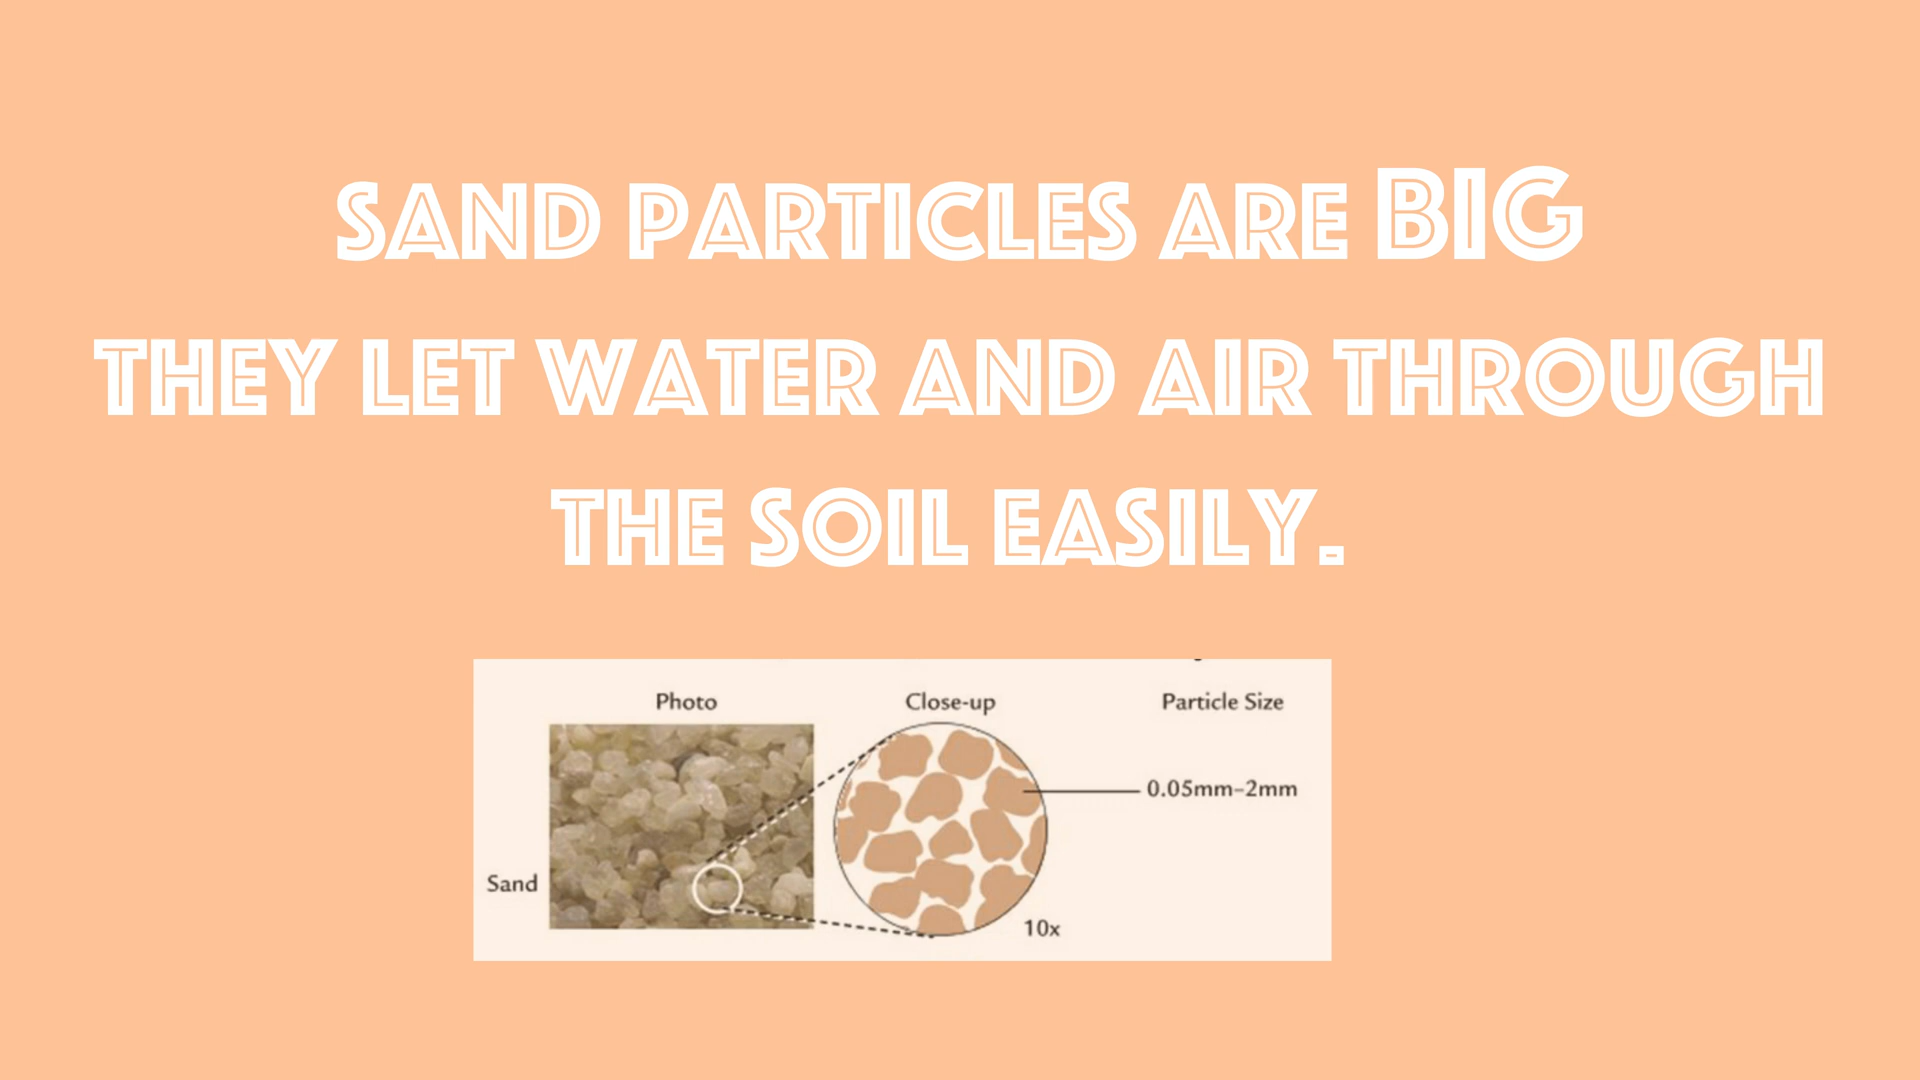 SAND PARTICLES ARE BIG
THEY LET WATER AND AIR THROUGH
THE SOIL EASILY.
Photo
Close-up
Particle Size
0.05mm–2mm
Sand
10x